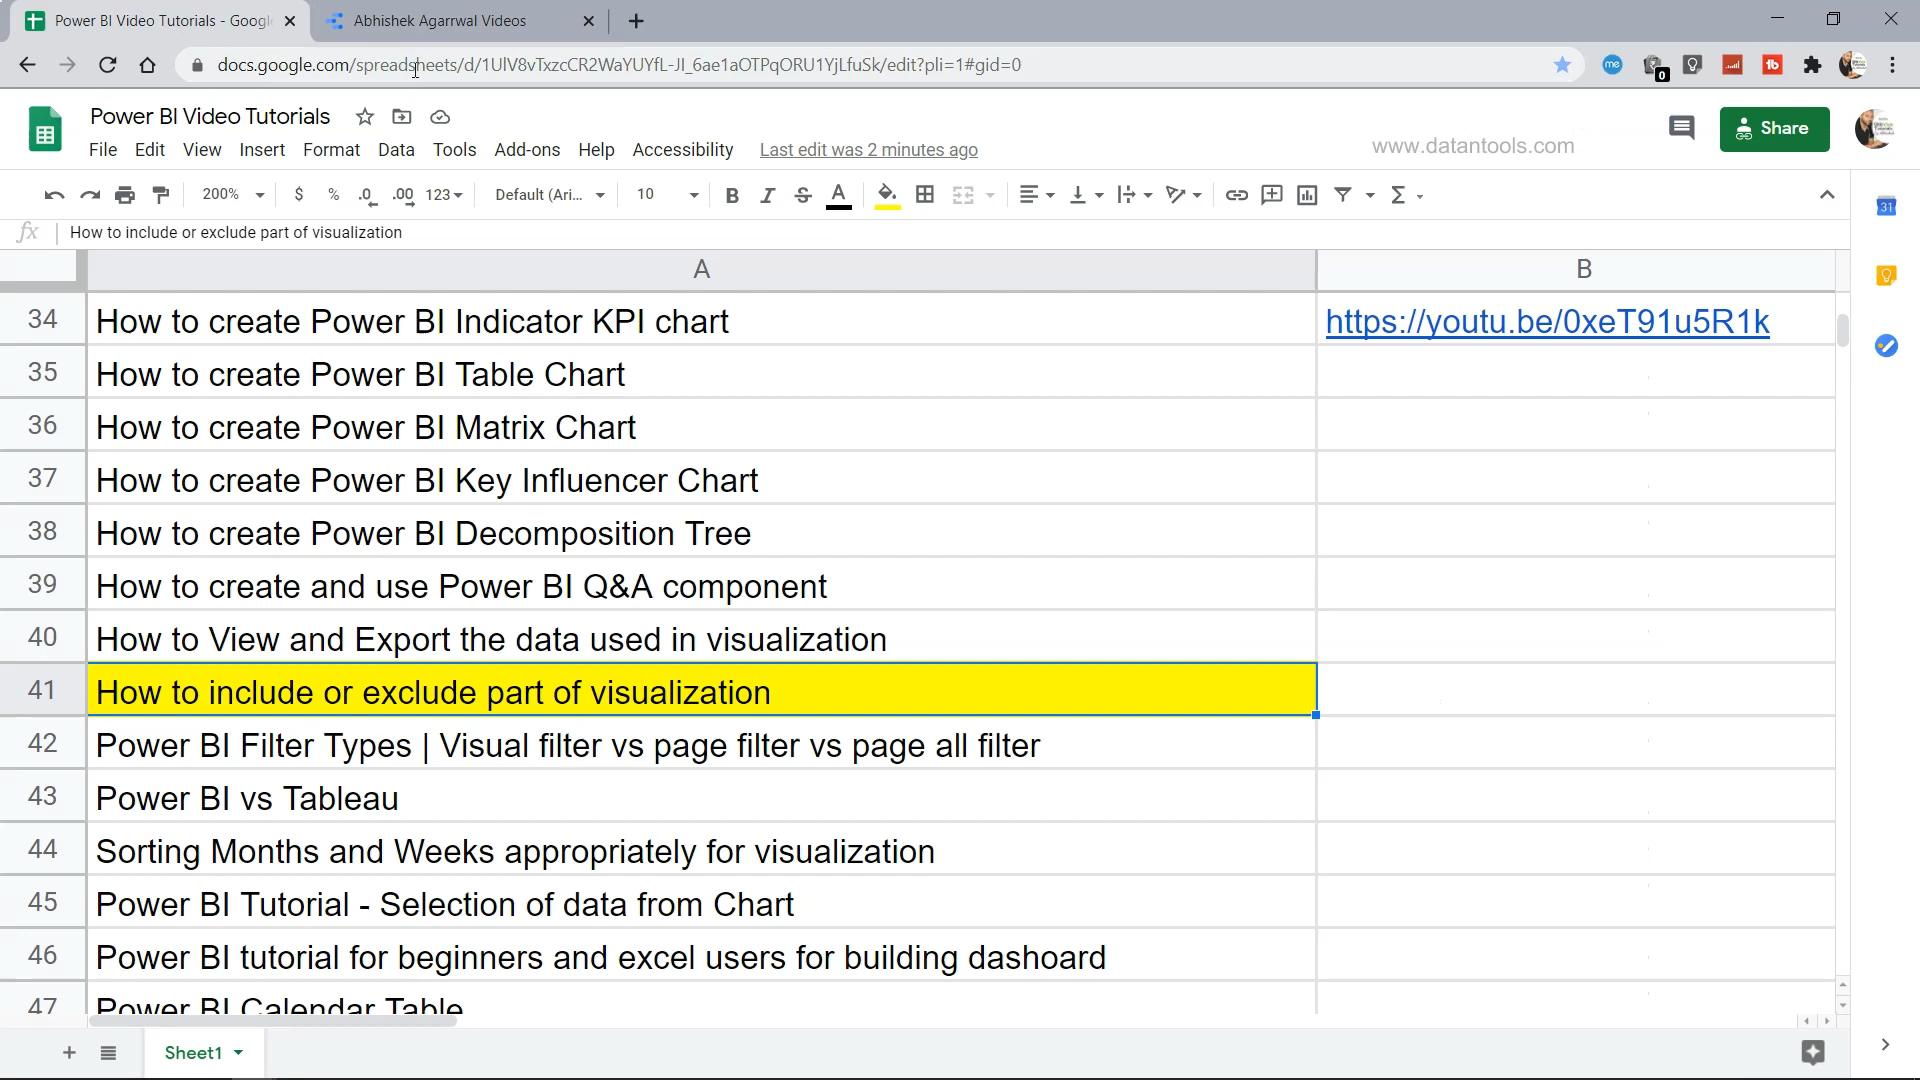 Power BI Video Tutorials - Google
Abhishek Agarrwal Videos
docs.google.com/spreadsheets/d/1UlV8vTxzcCR2WaYUYfL-JI_6ae1aOTPqORU1YjLfuSk/edit?pli=1#gid=0
me
0
tb
Power BI Video Tutorials
File Edit View Insert Format Data Tools Add-ons Help Accessibility Last edit was 2 minutes ago
www.datantools.com
Share
200% $ % .0 .00 123 Default (Ari... 10 B I S A Σ
31
fx How to include or exclude part of visualization
A B
34 How to create Power BI Indicator KPI chart https://youtu.be/0xeT91u5R1k
35 How to create Power BI Table Chart
36 How to create Power BI Matrix Chart
37 How to create Power BI Key Influencer Chart
38 How to create Power BI Decomposition Tree
39 How to create and use Power BI Q&A component
40 How to View and Export the data used in visualization
41 How to include or exclude part of visualization
42 Power BI Filter Types | Visual filter vs page filter vs page all filter
43 Power BI vs Tableau
44 Sorting Months and Weeks appropriately for visualization
45 Power BI Tutorial - Selection of data from Chart
46 Power BI tutorial for beginners and excel users for building dashoard
47 Power BI Calendar Table
Sheet1